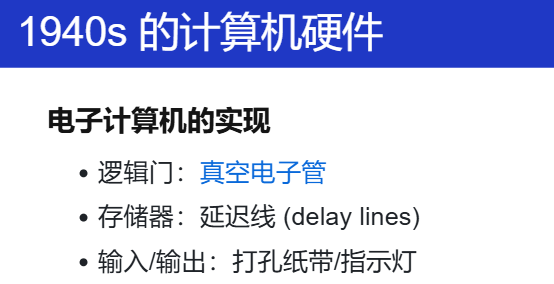 1940s 的计算机硬件
电子计算机的实现
• 逻辑门：真空电子管
• 存储器：延迟线 (delay lines)
• 输入/输出：打孔纸带/指示灯